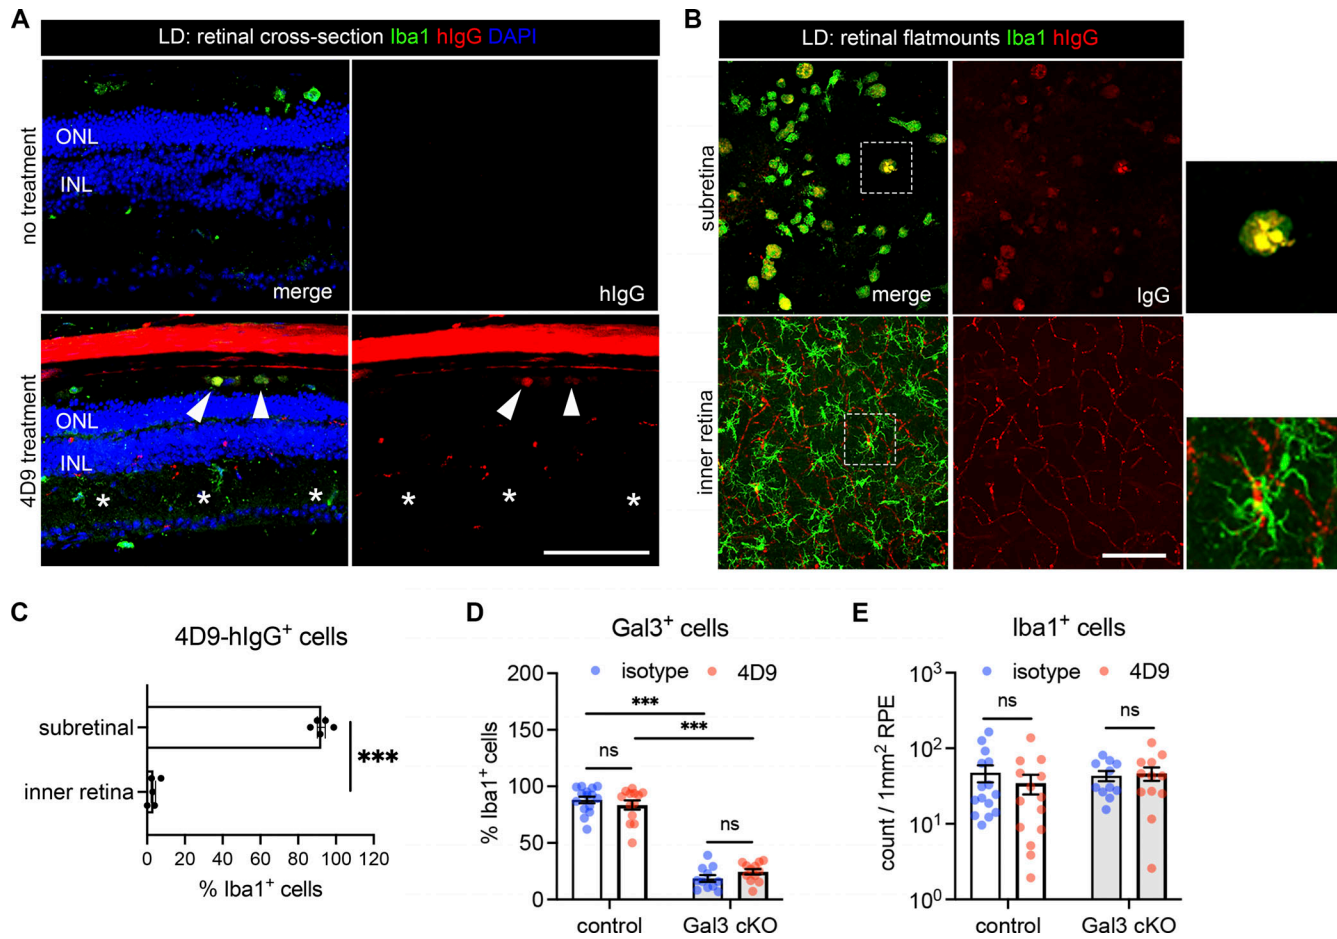 A
LD: retinal cross-section Iba1 hIgG DAPI
no treatment
ONL
INL
merge
hIgG
4D9 treatment
ONL
INL
*
*
*
*
*
*
B
LD: retinal flatmounts Iba1 hIgG
subretina
merge
IgG
inner retina
C
4D9-hIgG⁺ cells
subretinal
inner retina
***
0 20 40 60 80 100 120
% Iba1⁺ cells
D
Gal3⁺ cells
isotype 4D9
% Iba1⁺ cells
200
150
100
50
0
***
***
ns
ns
control Gal3 cKO
E
Iba1⁺ cells
isotype 4D9
count / 1mm² RPE
10³
10²
10¹
10⁰
ns
ns
control Gal3 cKO